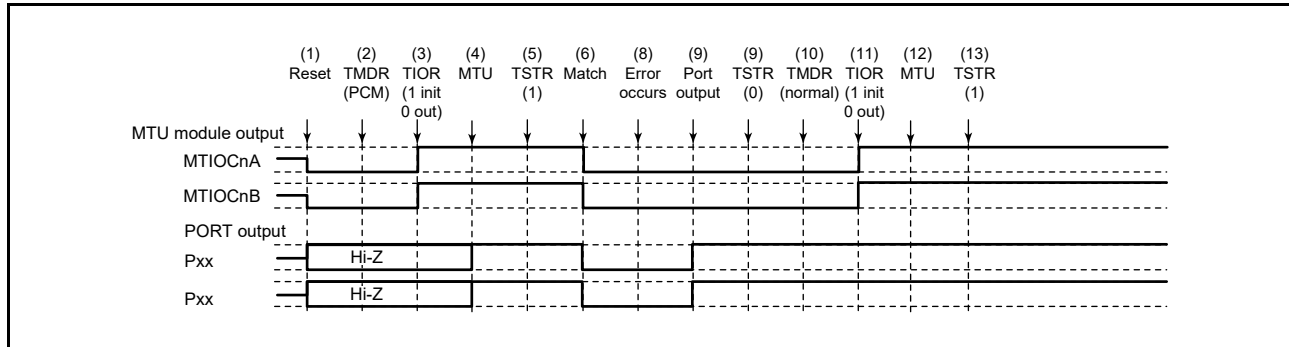 (1) (2) (3) (4) (5) (6) (8) (9) (9) (10) (11) (12) (13)
Reset TMDR TIOR MTU TSTR Match Error Port TSTR TMDR TIOR MTU TSTR
(PCM) (1 init (1) occurs output (0) (normal) (1 init (1)
0 out) 0 out)
MTU module output
MTIOCnA
MTIOCnB
PORT output
Pxx Hi-Z
Pxx Hi-Z